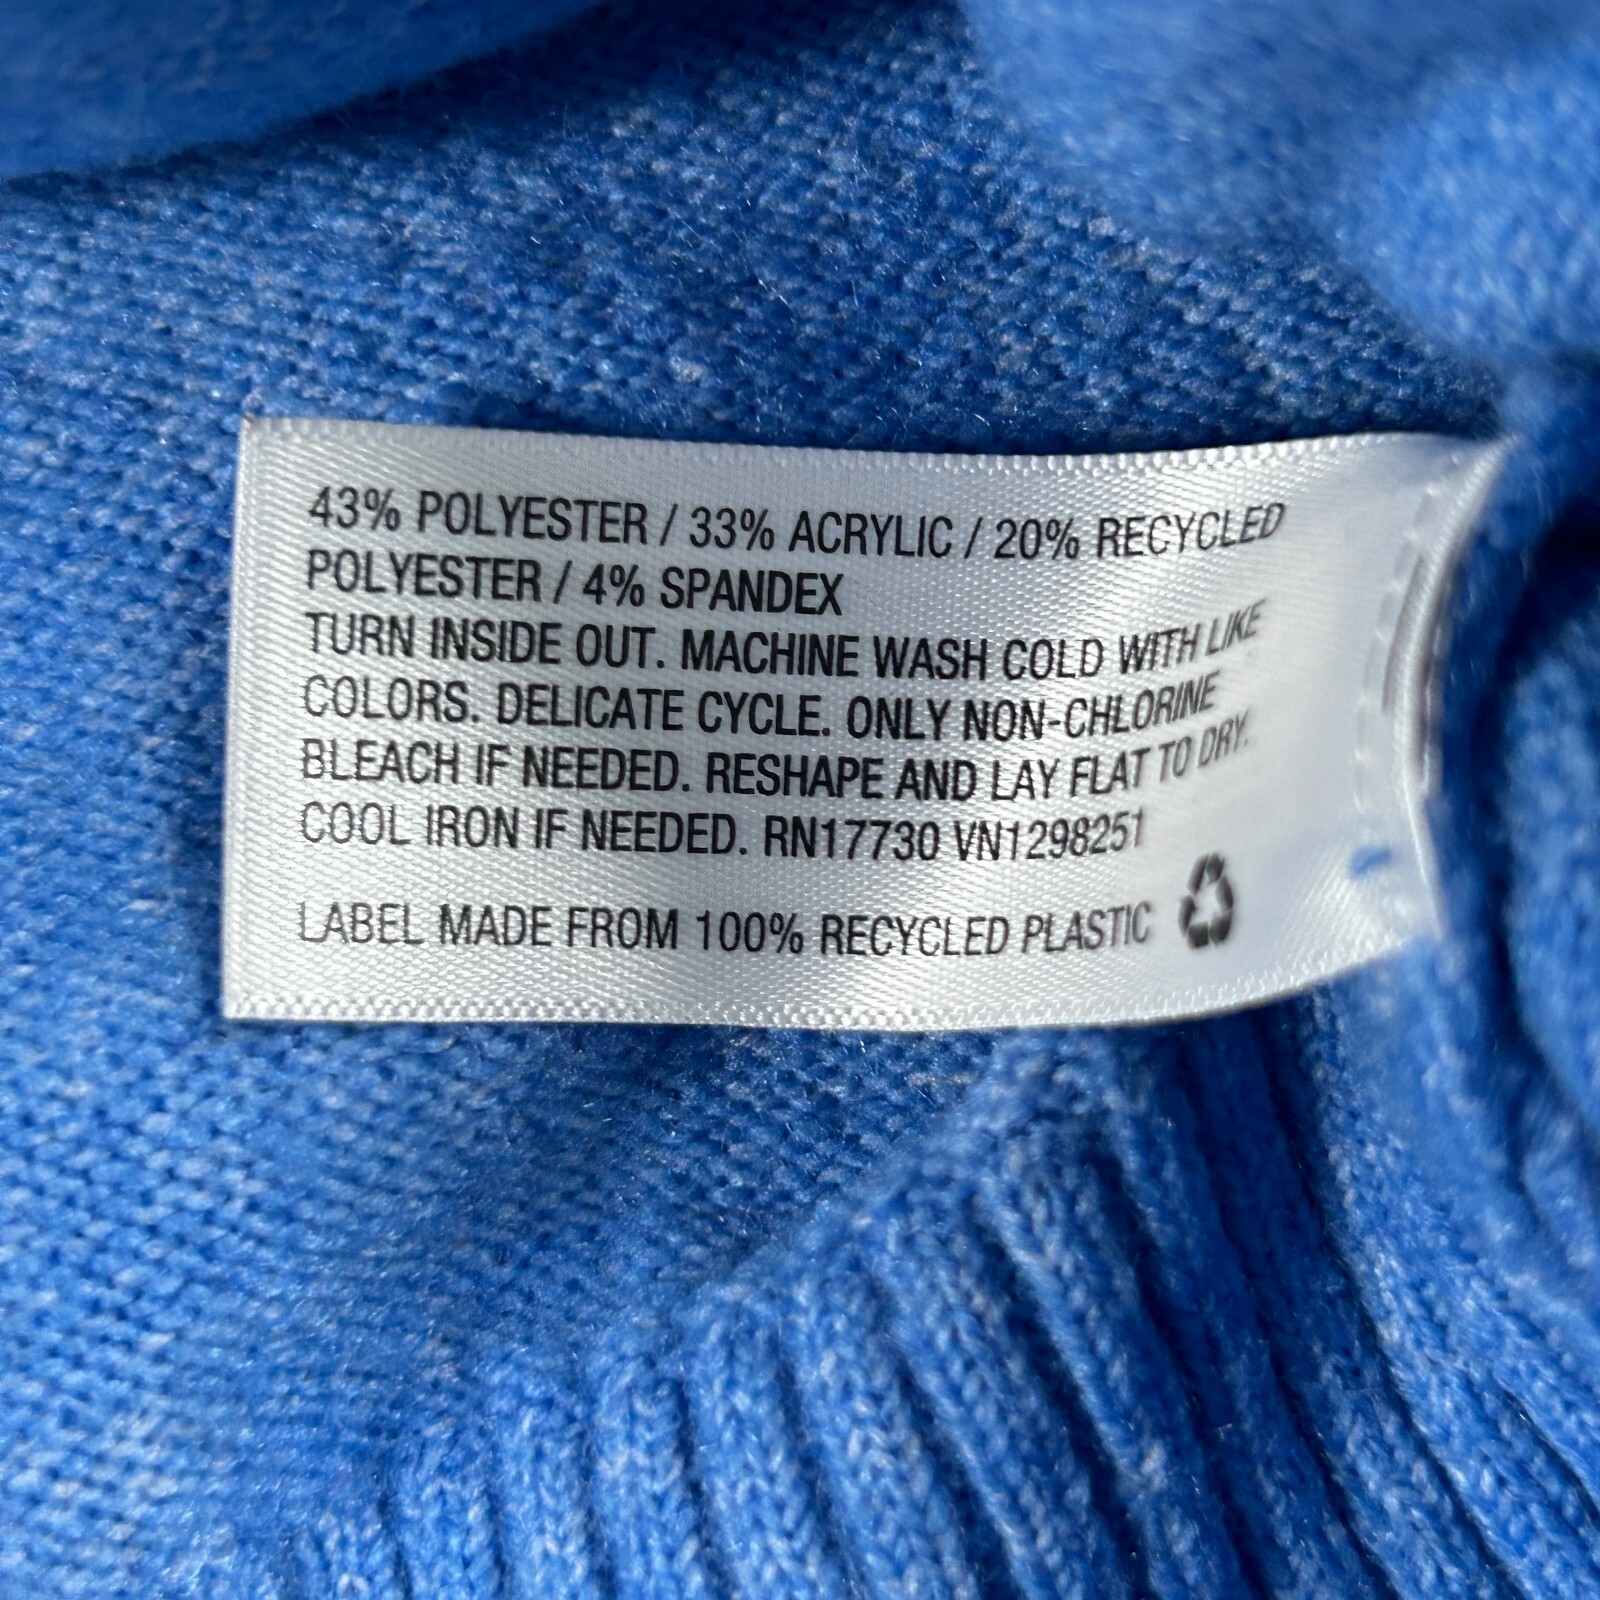 43% POLYESTER / 33% ACRYLIC / 20% RECYCLED
POLYESTER / 4% SPANDEX
TURN INSIDE OUT. MACHINE WASH COLD WITH LIKE
COLORS. DELICATE CYCLE. ONLY NON-CHLORINE
BLEACH IF NEEDED. RESHAPE AND LAY FLAT TO DRY.
COOL IRON IF NEEDED. RN17730 VN1298251
LABEL MADE FROM 100% RECYCLED PLASTIC